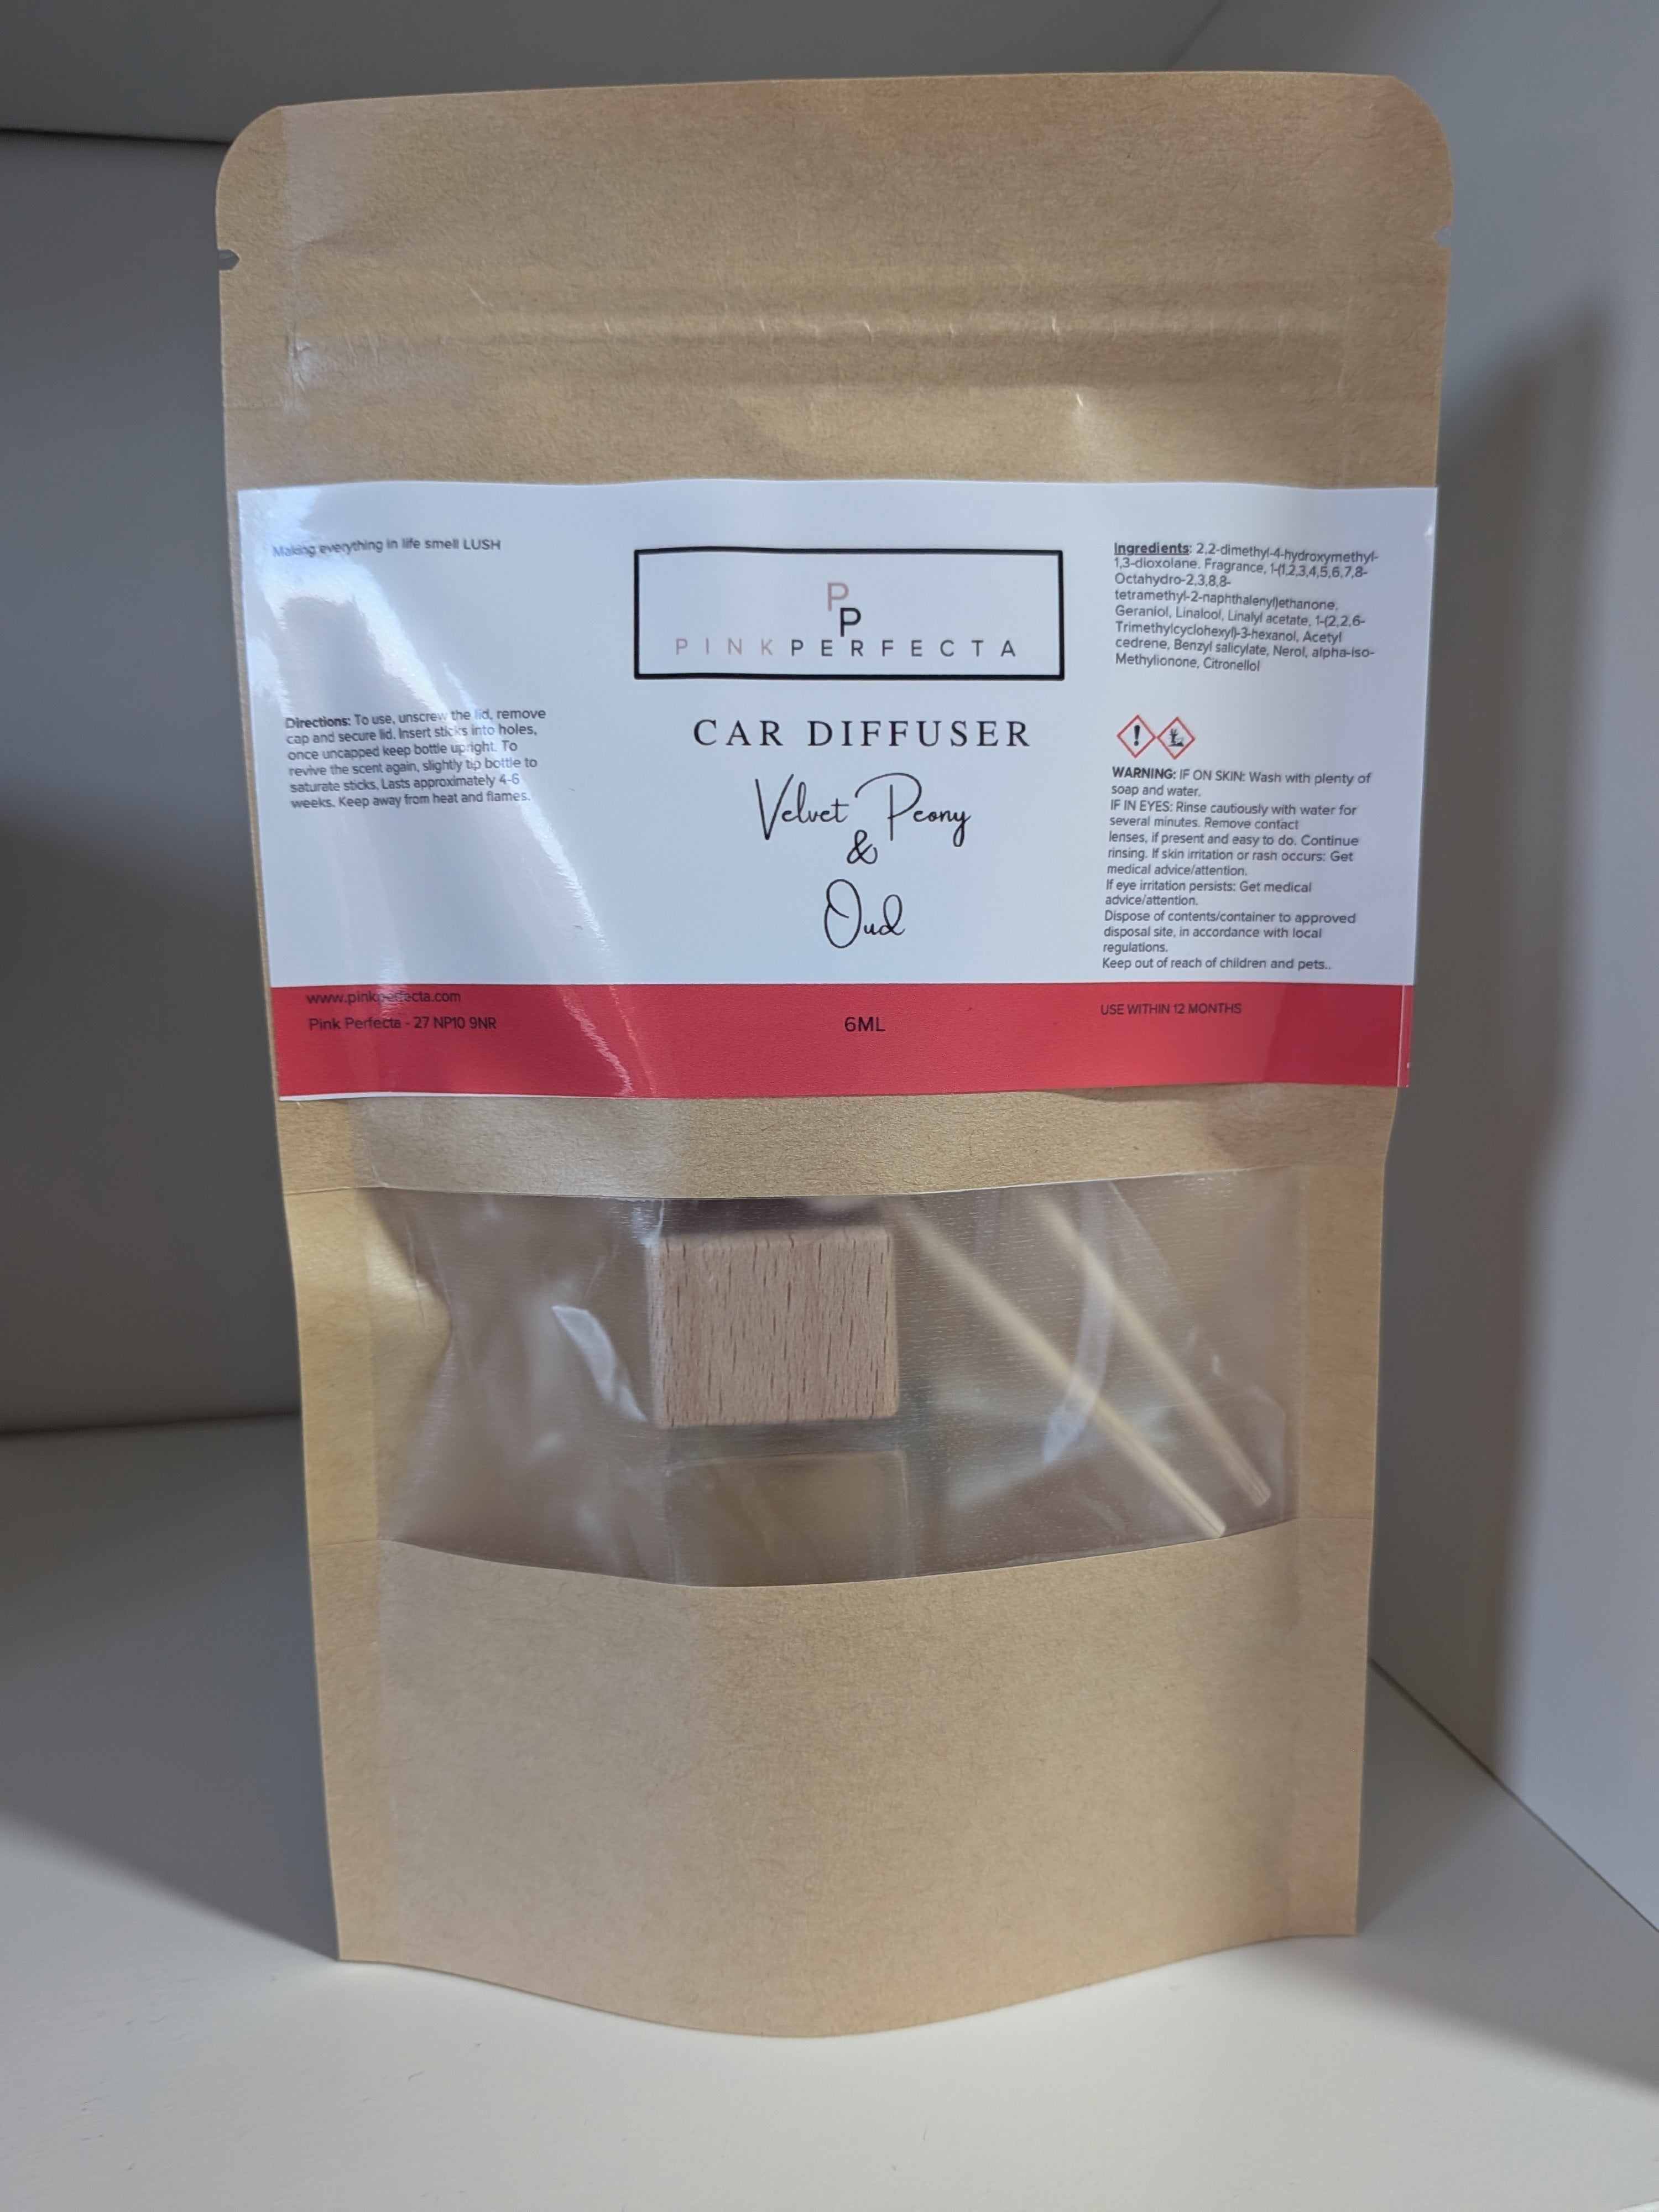 Making everything in life smell LUSH
Directions: To use, unscrew the lid, remove
cap and secure lid. Insert sticks into holes,
once uncapped keep bottle upright. To
revive the scent again, slightly tip bottle to
saturate sticks, Lasts approximately 4-6
weeks. Keep away from heat and flames.
P
P
PINKPERFECTA
CAR DIFFUSER
Velvet Peony
&
Oud
Ingredients: 2,2-dimethyl-4-hydroxymethyl-
1,3-dioxolane. Fragrance, 1-(1,2,3,4,5,6,7,8-
Octahydro-2,3,8,8-
tetramethyl-2-naphthalenyl)ethanone,
Geraniol, Linalool, Linalyl acetate, 1-(2,2,6-
Trimethylcyclohexyl)-3-hexanol, Acetyl
cedrene, Benzyl salicylate, Nerol, alpha-iso-
Methylionone, Citronellol
WARNING: IF ON SKIN: Wash with plenty of
soap and water.
IF IN EYES: Rinse cautiously with water for
several minutes. Remove contact
lenses, if present and easy to do. Continue
rinsing. If skin irritation or rash occurs: Get
medical advice/attention.
If eye irritation persists: Get medical
advice/attention.
Dispose of contents/container to approved
disposal site, in accordance with local
regulations.
Keep out of reach of children and pets..
www.pinkperfecta.com
Pink Perfecta - 27 NP10 9NR
6ML
USE WITHIN 12 MONTHS